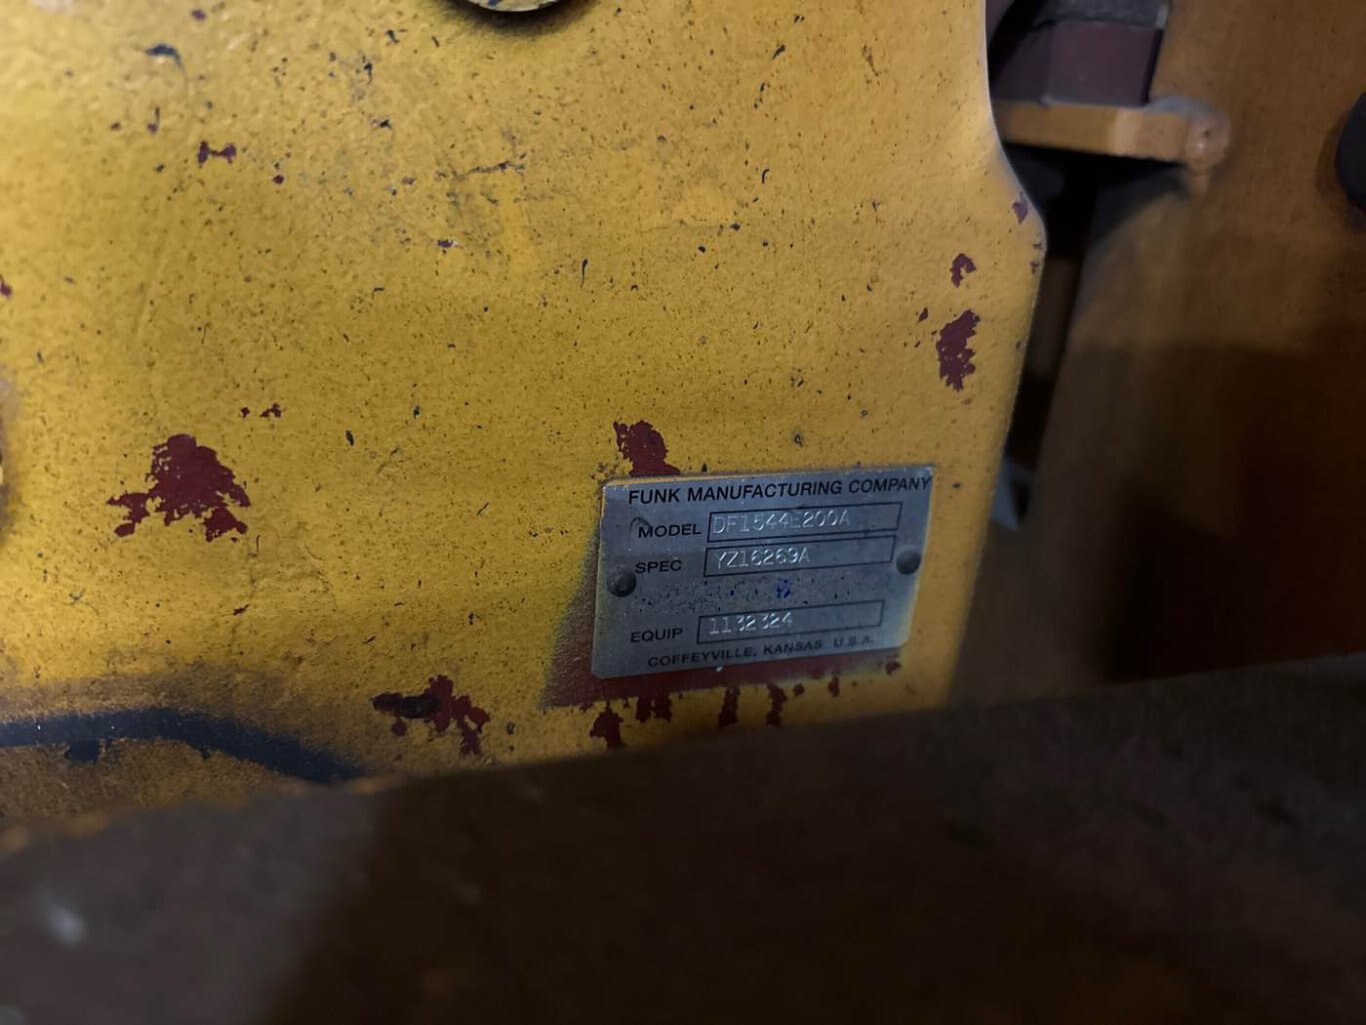 FUNK MANUFACTURING COMPANY
MODEL DF1544E200A
SPEC YZ16269A
EQUIP 1132324
COFFEYVILLE, KANSAS U.S.A.